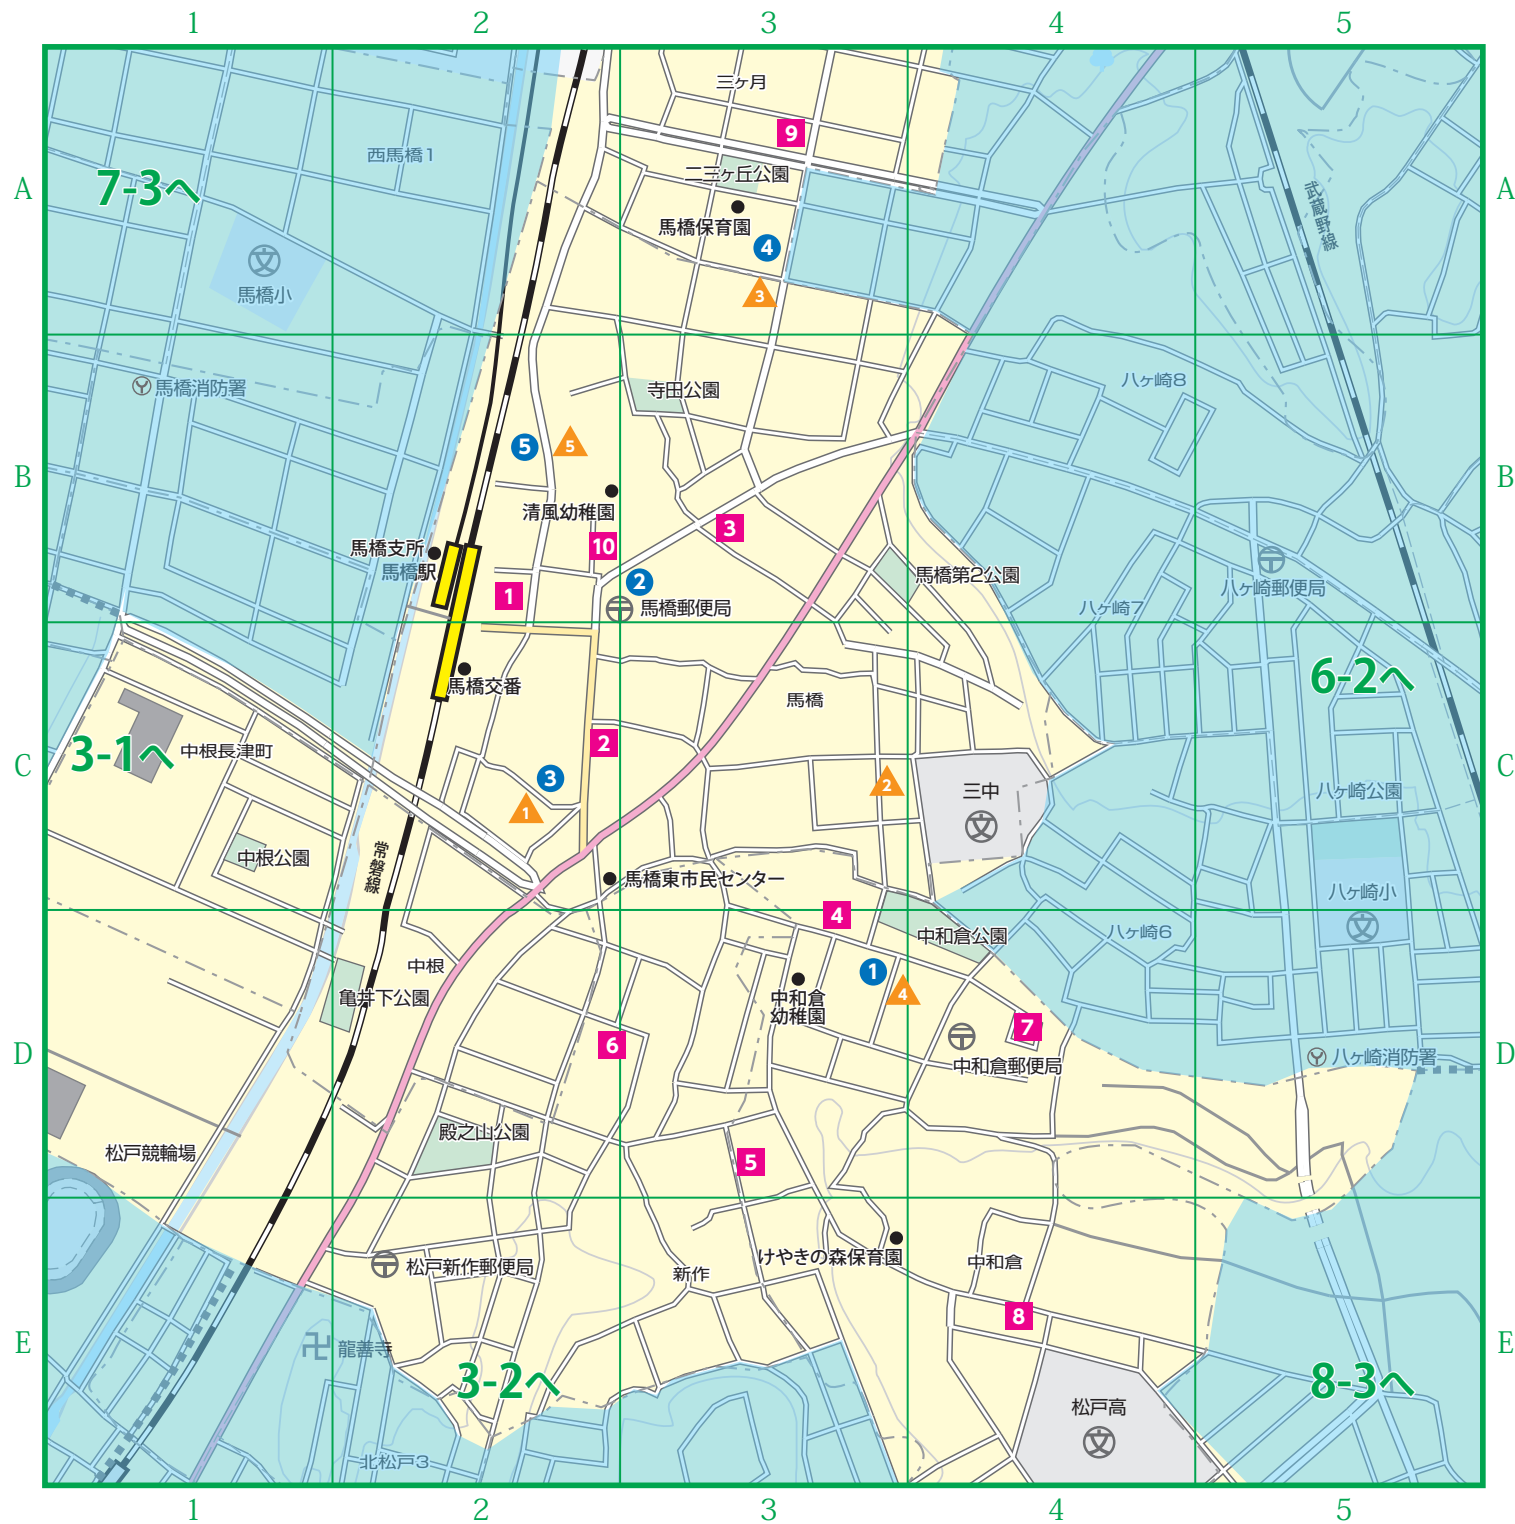 1 2 3 4 5
三ヶ月
9
西馬橋1
二三ヶ丘公園
A 7-3へ A
武蔵野線
馬橋保育園
4
文
馬橋小
3
馬橋消防署
寺田公園
八ヶ崎8
5 5
B B
清風幼稚園
3
馬橋支所
10
馬橋駅
馬橋第2公園
八ヶ崎郵便局
1
2
馬橋郵便局
八ヶ崎7
6-2へ
馬橋交番
馬橋
3-1へ
中根長津町
2
C C
3
1
2
三中
文
八ヶ崎公園
中根公園
常磐線
馬橋東市民センター
八ヶ崎小
文
4
中和倉公園
八ヶ崎6
中根
亀井下公園
1
4
中和倉
幼稚園
7
6
D D
中和倉郵便局
八ヶ崎消防署
殿之山公園
松戸競輪場
5
けやきの森保育園
松戸新作郵便局
新作
中和倉
8
E E
卍 龍善寺
3-2へ
8-3へ
松戸高
文
北松戸3
1 2 3 4 5